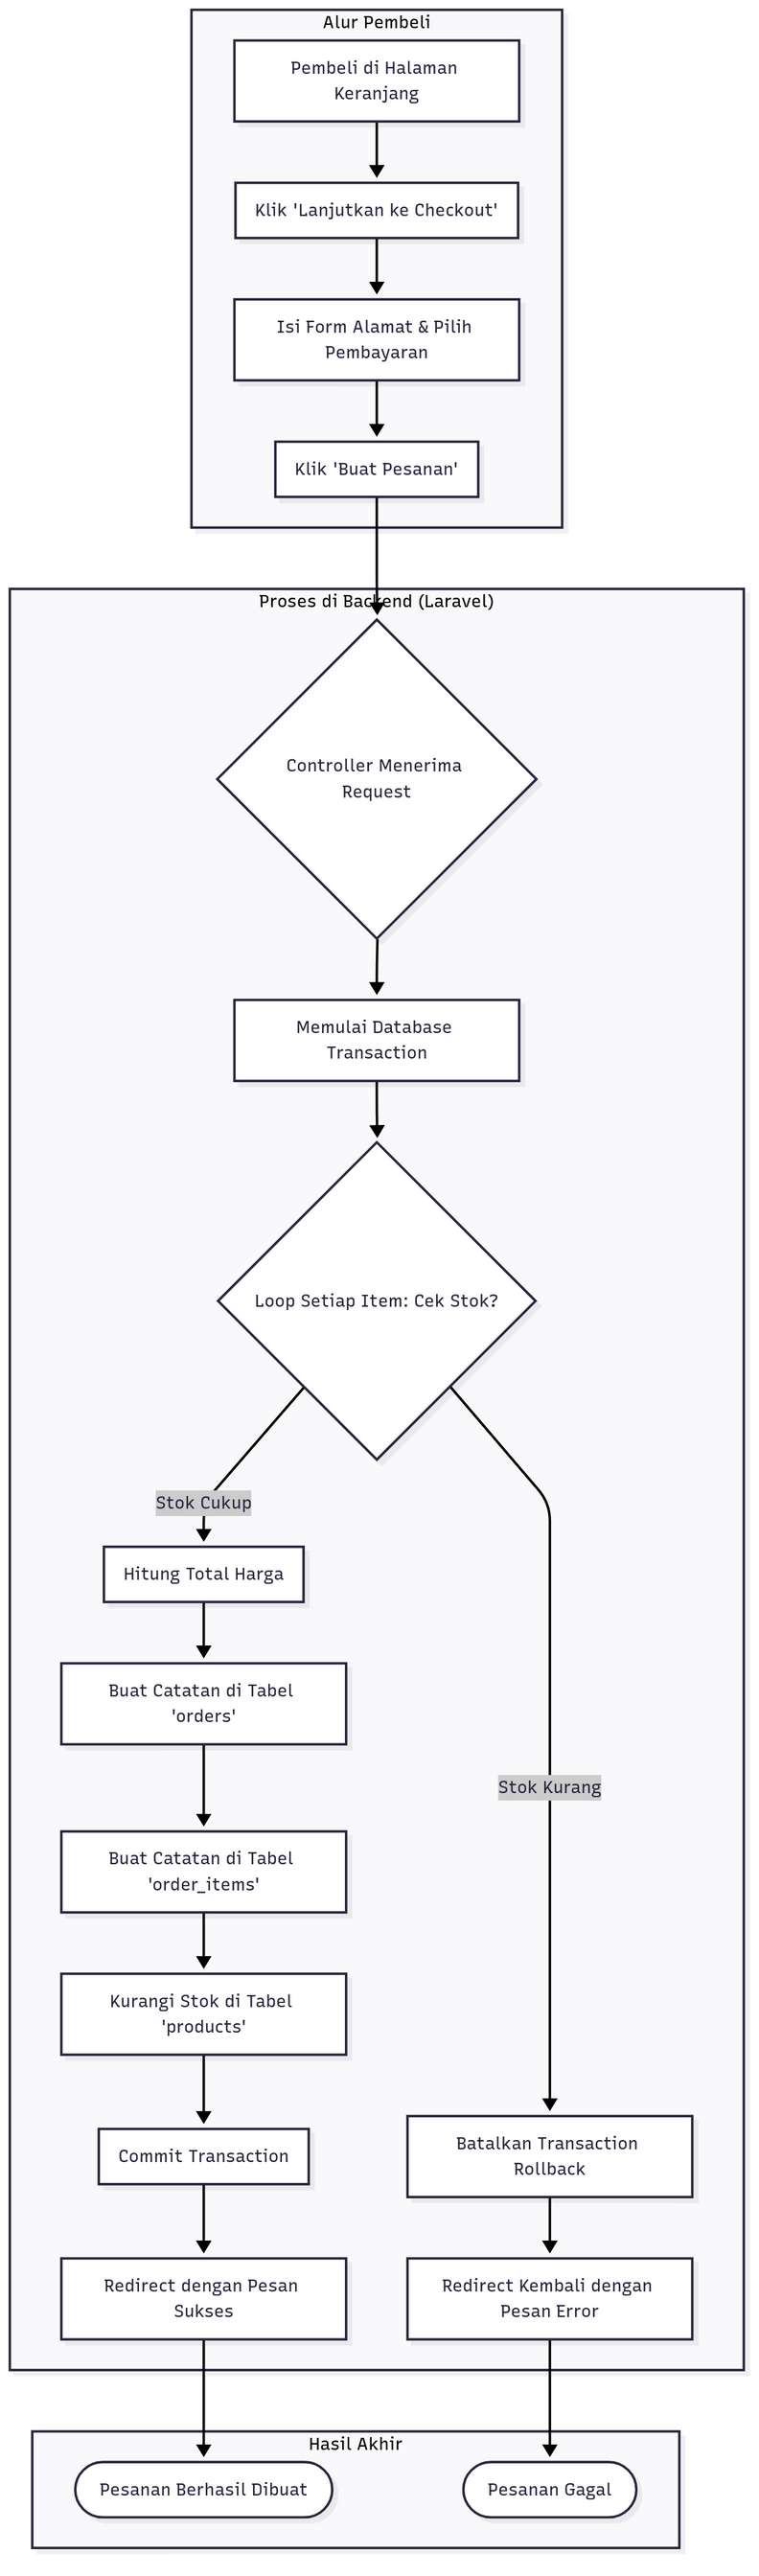 Alur Pembeli
Pembeli di Halaman
Keranjang
Klik 'Lanjutkan ke Checkout'
Isi Form Alamat & Pilih
Pembayaran
Klik 'Buat Pesanan'
Proses di Backend (Laravel)
Controller Menerima
Request
Memulai Database
Transaction
Loop Setiap Item: Cek Stok?
Stok Cukup
Hitung Total Harga
Buat Catatan di Tabel
'orders'
Stok Kurang
Buat Catatan di Tabel
'order_items'
Kurangi Stok di Tabel
'products'
Commit Transaction
Batalkan Transaction
Rollback
Redirect dengan Pesan
Sukses
Redirect Kembali dengan
Pesan Error
Hasil Akhir
Pesanan Berhasil Dibuat
Pesanan Gagal